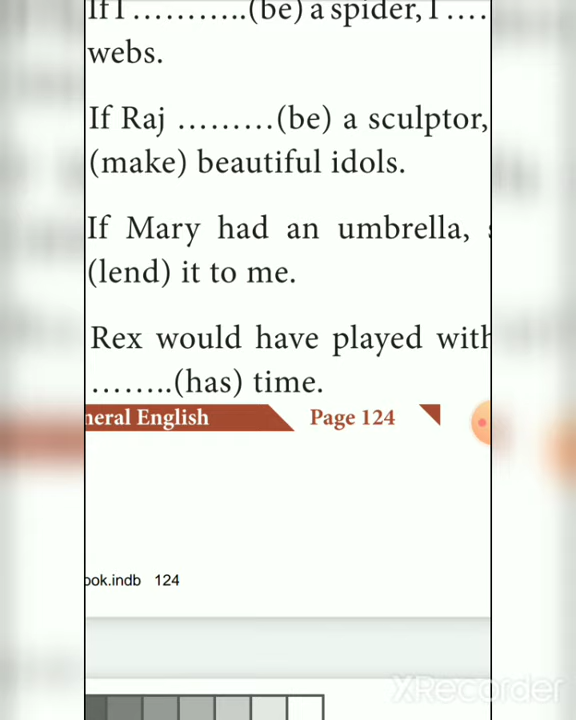 If I ………..(be) a spider, I ….
webs.
If Raj ………(be) a sculptor,
(make) beautiful idols.
If Mary had an umbrella,
(lend) it to me.
Rex would have played with
……..(has) time.
neral English Page 124
ook.indb 124
XRecorder